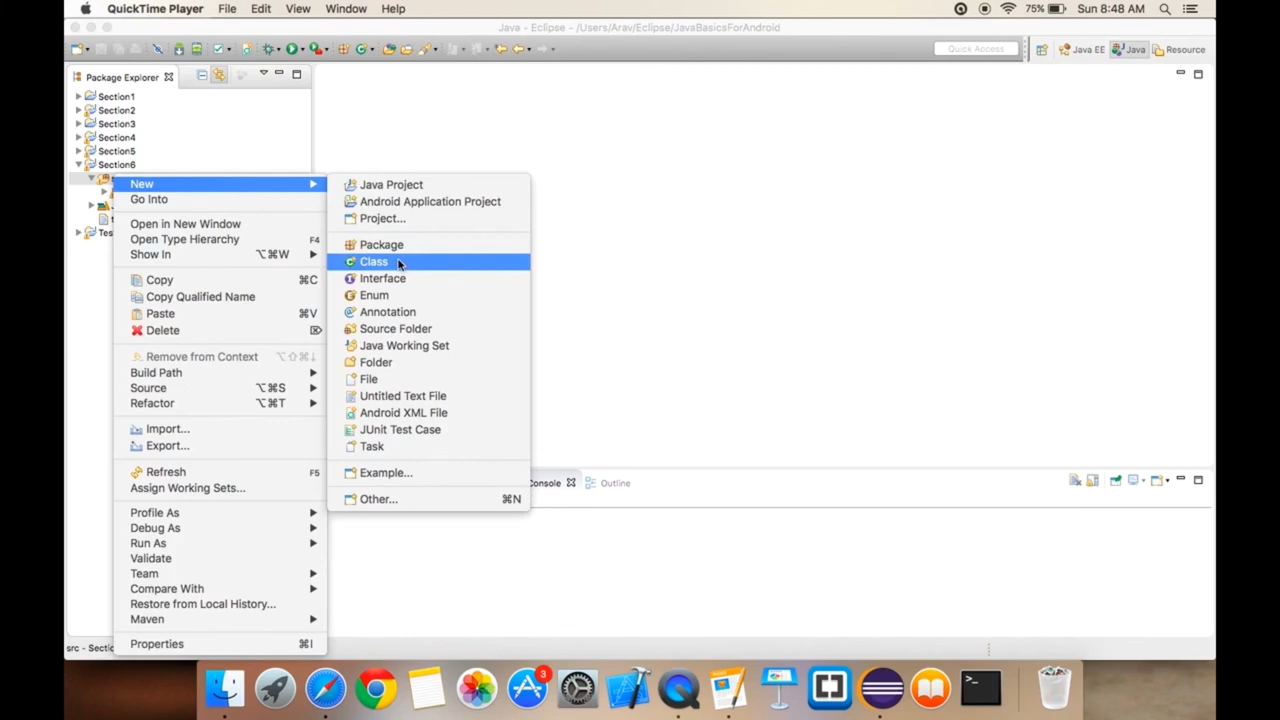 QuickTime Player File Edit View Window Help 75% Sun 8:48 AM
Java - Eclipse - /Users/Arav/Eclipse/JavaBasicsForAndroid
Quick Access Java EE Java Resource
Package Explorer
Section1
Section2
Section3
Section4
Section5
Section6
New
Go Into
Open in New Window
Open Type Hierarchy F4
Show In ⌥⌘W
Copy ⌘C
Copy Qualified Name
Paste ⌘V
Delete ⌦
Remove from Context ⌥⇧⌘↓
Build Path
Source ⌥⌘S
Refactor ⌥⌘T
Import...
Export...
Refresh F5
Assign Working Sets...
Profile As
Debug As
Run As
Validate
Team
Compare With
Restore from Local History...
Maven
Properties ⌘I
Java Project
Android Application Project
Project...
Package
Class
Interface
Enum
Annotation
Source Folder
Java Working Set
Folder
File
Untitled Text File
Android XML File
JUnit Test Case
Task
Example...
Other... ⌘N
Console Outline
src - Sectio
3